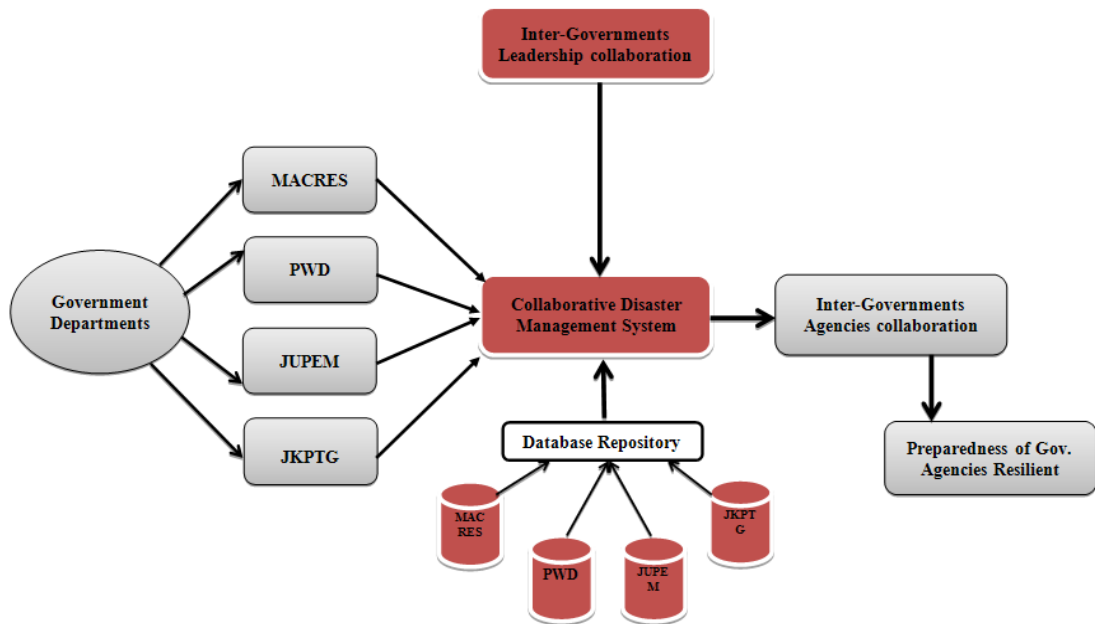 Inter-Governments
Leadership collaboration
MACRES
PWD
Government
Departments
JUPEM
JKPTG
Collaborative Disaster
Management System
Inter-Governments
Agencies collaboration
Database Repository
Preparedness of Gov.
Agencies Resilient
MAC
RES
PWD
JUPE
M
JKPT
G